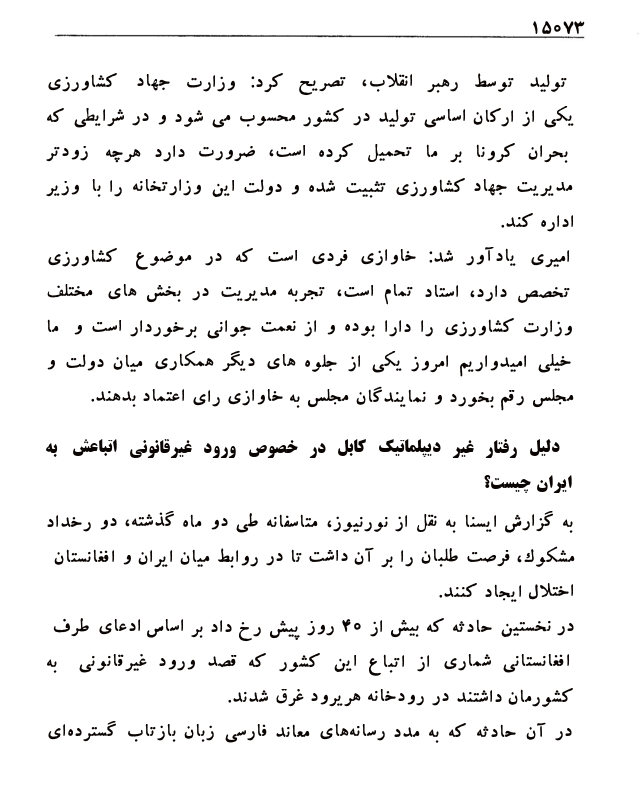 ۱۵۰۷۳
تولید توسط رهبر انقلاب، تصریح کرد: وزارت جهاد کشاورزی
یکی از ارکان اساسی تولید در کشور محسوب می شود و در شرایطی که
بحران کرونا بر ما تحمیل کرده است، ضرورت دارد هرچه زودتر
مدیریت جهاد کشاورزی تثبیت شده و دولت این وزارتخانه را با وزیر
اداره کند.
امیری یادآور شد: خاوازی فردی است که در موضوع کشاورزی
تخصص دارد، استاد تمام است، تجربه مدیریت در بخش های مختلف
وزارت کشاورزی را دارا بوده و از نعمت جوانی برخوردار است و ما
خیلی امیدواریم امروز یکی از جلوه های دیگر همکاری میان دولت و
مجلس رقم بخورد و نمایندگان مجلس به خاوازی رای اعتماد بدهند.
دلیل رفتار غیر دیپلماتیک کابل در خصوص ورود غیرقانونی اتباعش به
ایران چیست؟
به گزارش ایسنا به نقل از نورنیوز، متاسفانه طی دو ماه گذشته، دو رخداد
مشکوك، فرصت طلبان را بر آن داشت تا در روابط میان ایران و افغانستان
اختلال ایجاد کنند.
در نخستین حادثه که بیش از ۴۰ روز پیش رخ داد بر اساس ادعای طرف
افغانستانی شماری از اتباع این کشور که قصد ورود غیرقانونی به
کشورمان داشتند در رودخانه هریرود غرق شدند.
در آن حادثه که به مدد رسانه‌های معاند فارسی زبان بازتاب گسترده‌ای